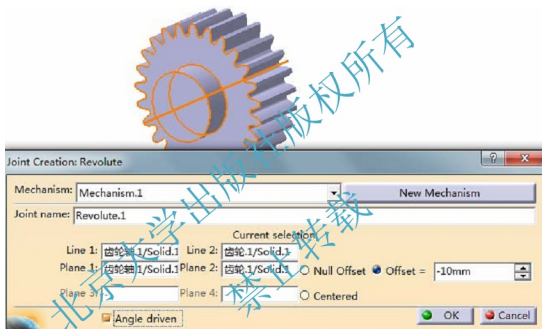 Joint Creation: Revolute
Mechanism: Mechanism.1 New Mechanism
Joint name: Revolute.1
Current selection
Line 1: 齿轮轴.1/Solid.1 Line 2: 齿轮.1/Solid.1
Plane 1: 齿轮轴.1/Solid.1 Plane 2: 齿轮.1/Solid.1 Null Offset Offset = -10mm
Plane 3: Plane 4: Centered
Angle driven OK Cancel
北京大学出版社版权所有
禁止转载